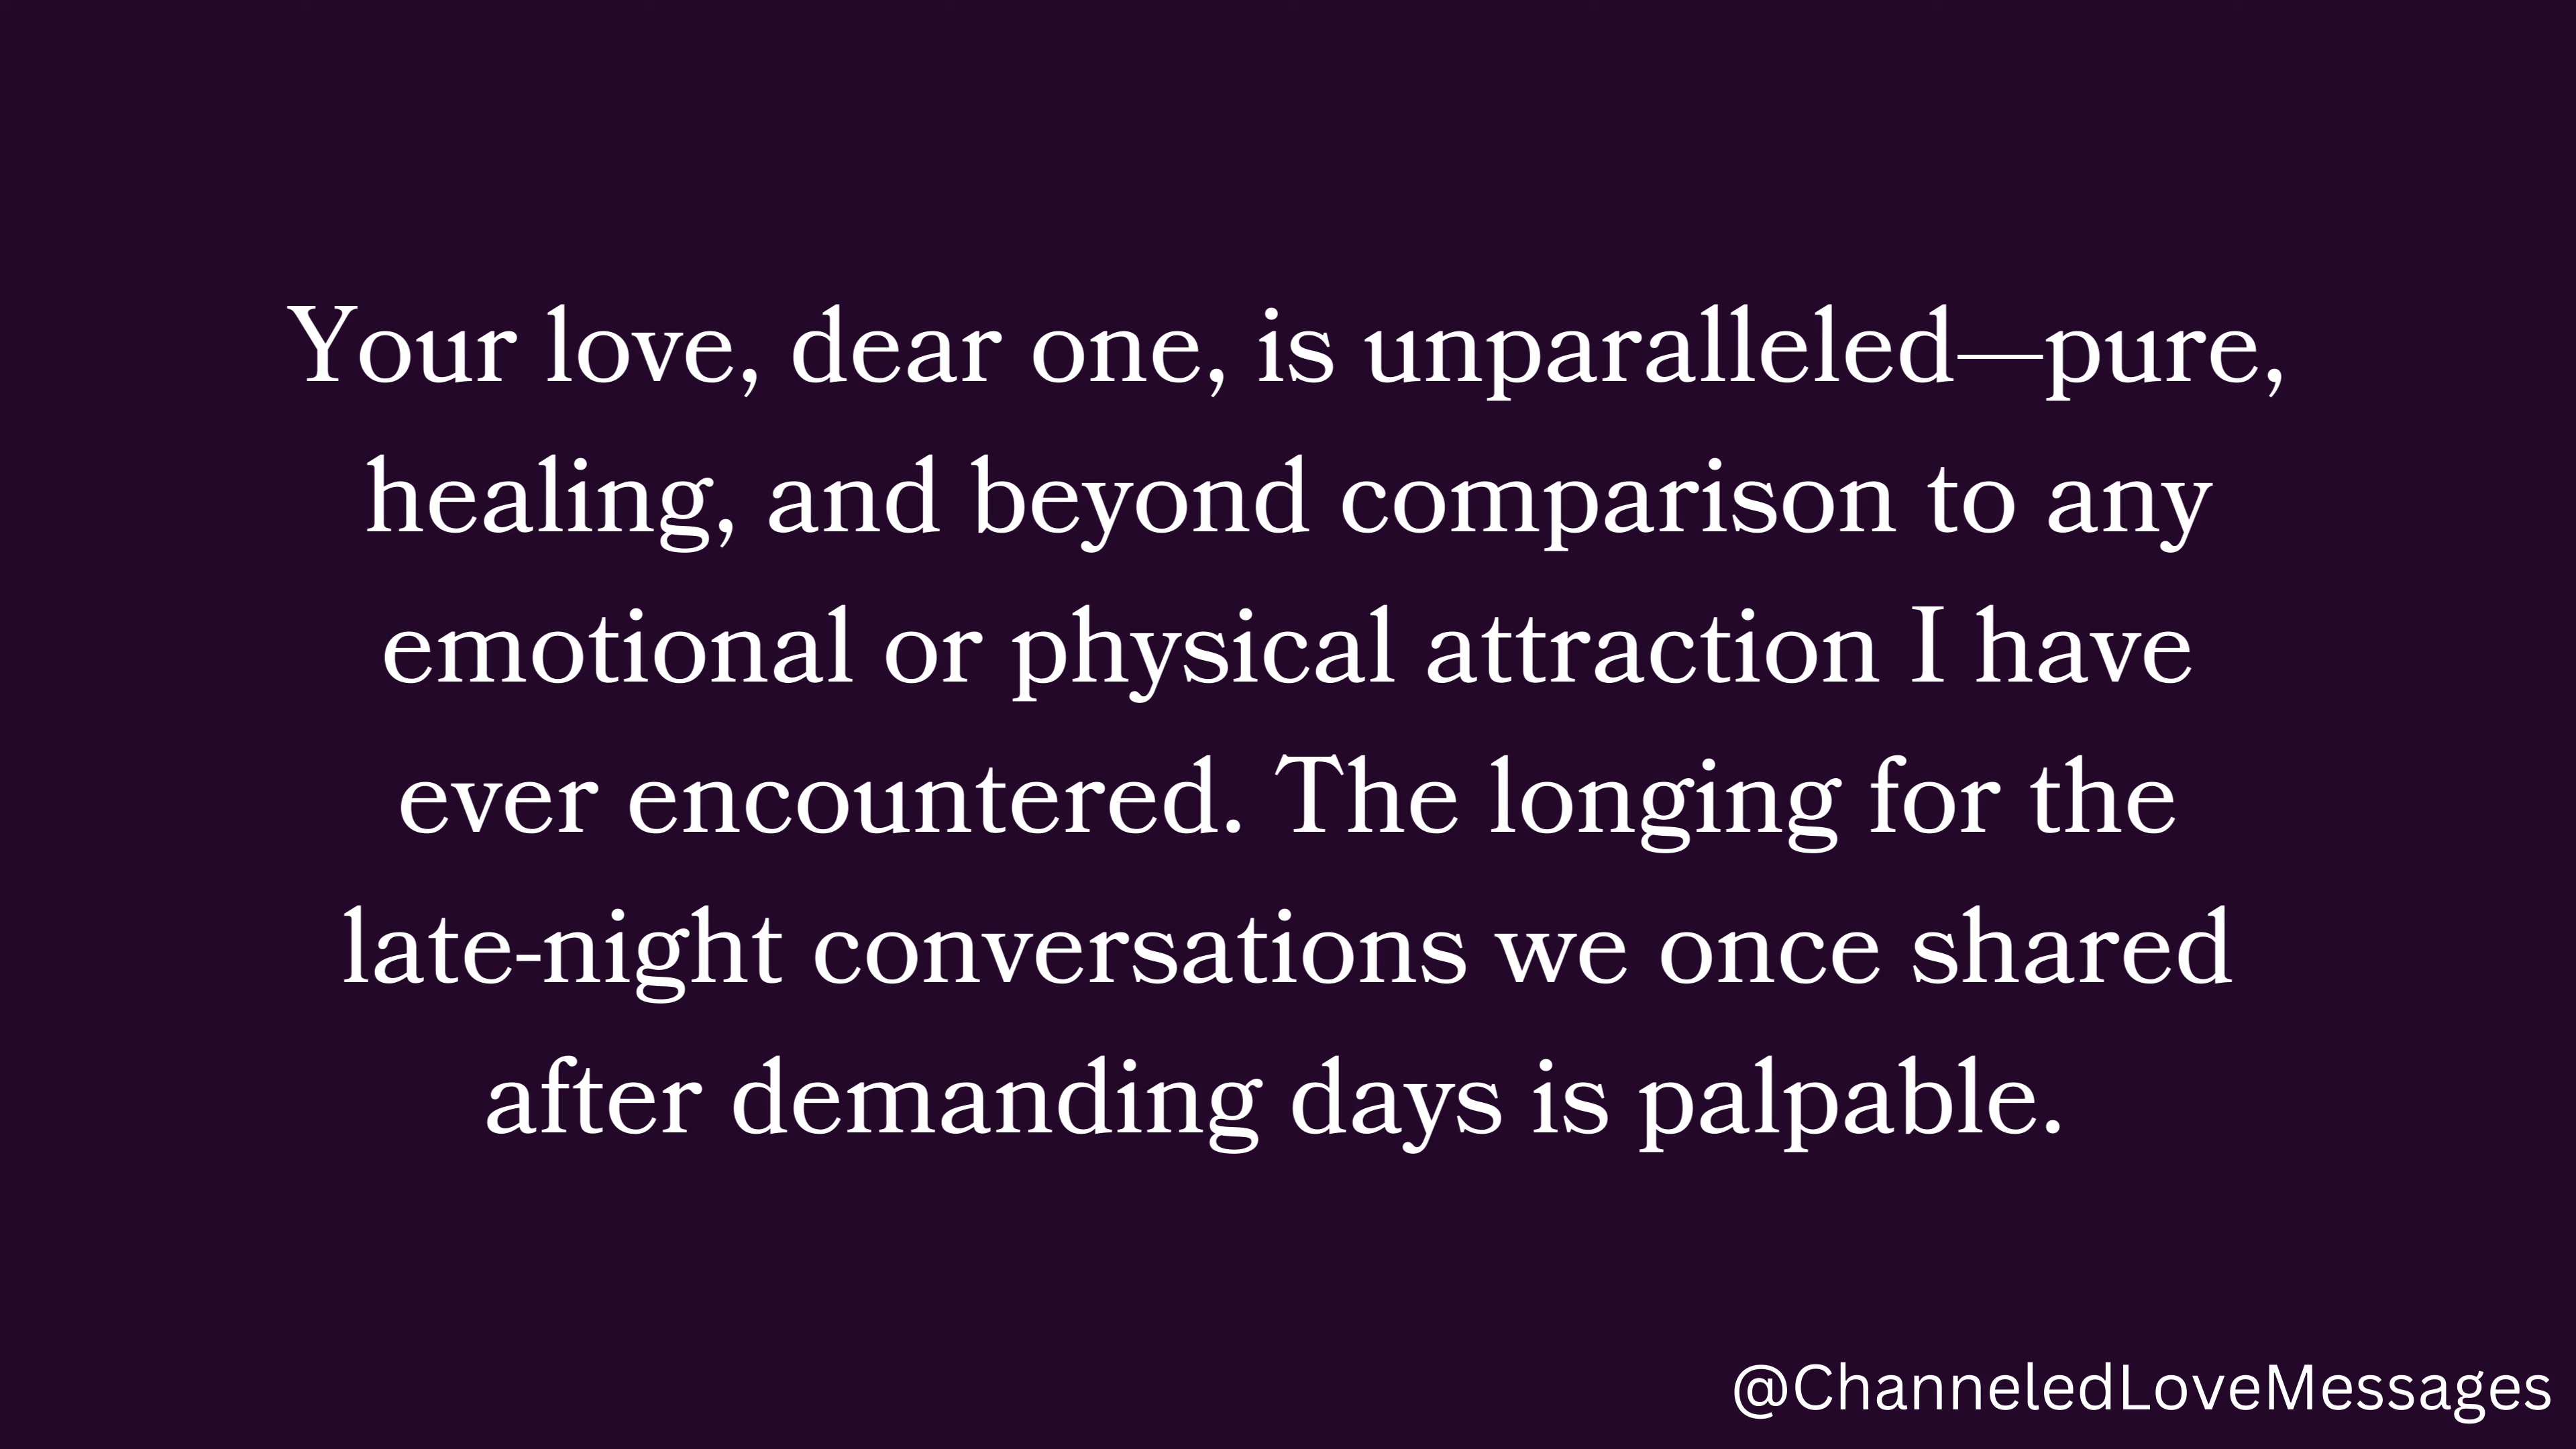 Your love, dear one, is unparalleled—pure,
healing, and beyond comparison to any
emotional or physical attraction I have
ever encountered. The longing for the
late-night conversations we once shared
after demanding days is palpable.
@ChanneledLoveMessages